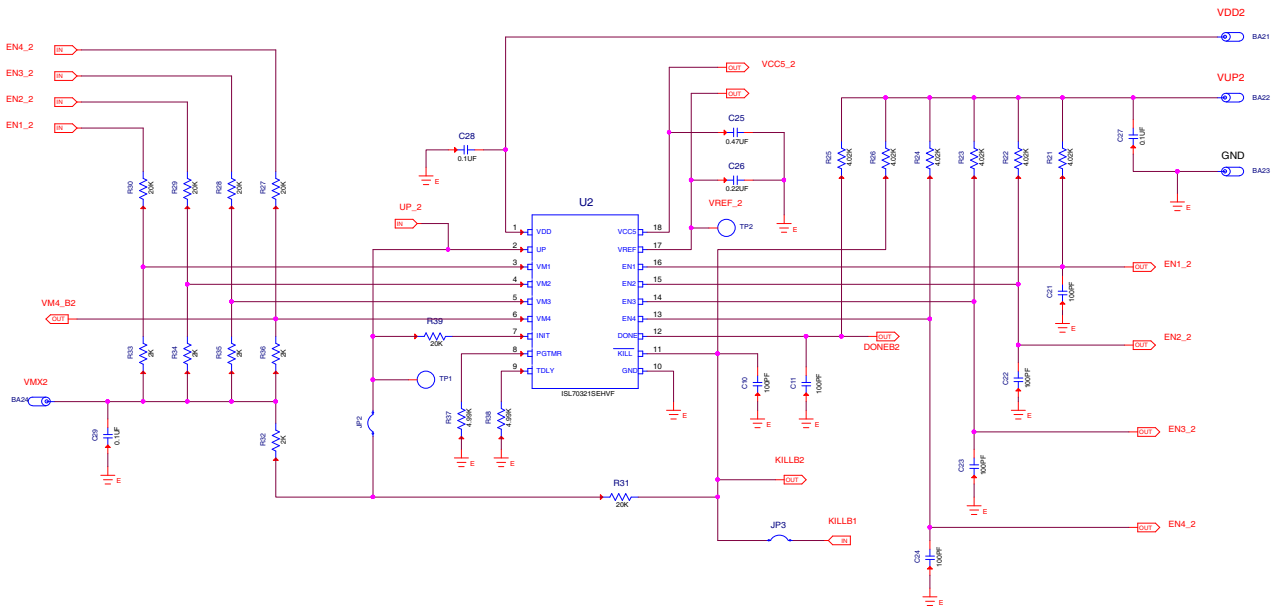 VDD2
BA21
EN4_2
IN
EN3_2
IN
EN2_2
IN
EN1_2
IN
OUT
VCC5_2
OUT
VUP2
BA22
C28
0.1UF
E
C25
0.47UF
C26
0.22UF
E
VREF_2
TP2
R25
4.02K
R26
4.02K
R24
4.02K
R23
4.02K
R22
4.02K
R21
4.02K
C27
0.1UF
GND
BA23
E
R30
20K
R29
20K
R28
20K
R27
20K
UP_2
IN
U2
1
VDD
2
UP
3
VM1
4
VM2
5
VM3
6
VM4
7
INIT
8
PGTMR
9
TDLY
VCC5
18
VREF
17
EN1
16
EN2
15
EN3
14
EN4
13
DONE
12
KILL
11
GND
10
ISL70321SEHVF
OUT
EN1_2
C21
100PF
E
VM4_B2
OUT
R39
20K
OUT
DONEB2
OUT
EN2_2
R33
2K
R34
2K
R35
2K
R36
2K
TP1
C10
100PF
E
C11
100PF
E
E
C22
100PF
E
VMX2
BA24
C29
0.1UF
E
R32
2K
JP2
R37
4.99K
E
R38
4.99K
E
OUT
EN3_2
C23
100PF
E
KILLB2
OUT
R31
20K
JP3
KILLB1
IN
OUT
EN4_2
C24
100PF
E